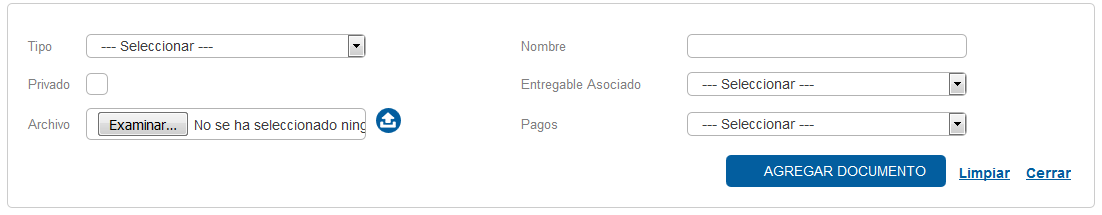 Tipo --- Seleccionar --- Nombre
Privado Entregable Asociado --- Seleccionar ---
Archivo Examinar... No se ha seleccionado ning Pagos --- Seleccionar ---
AGREGAR DOCUMENTO Limpiar Cerrar